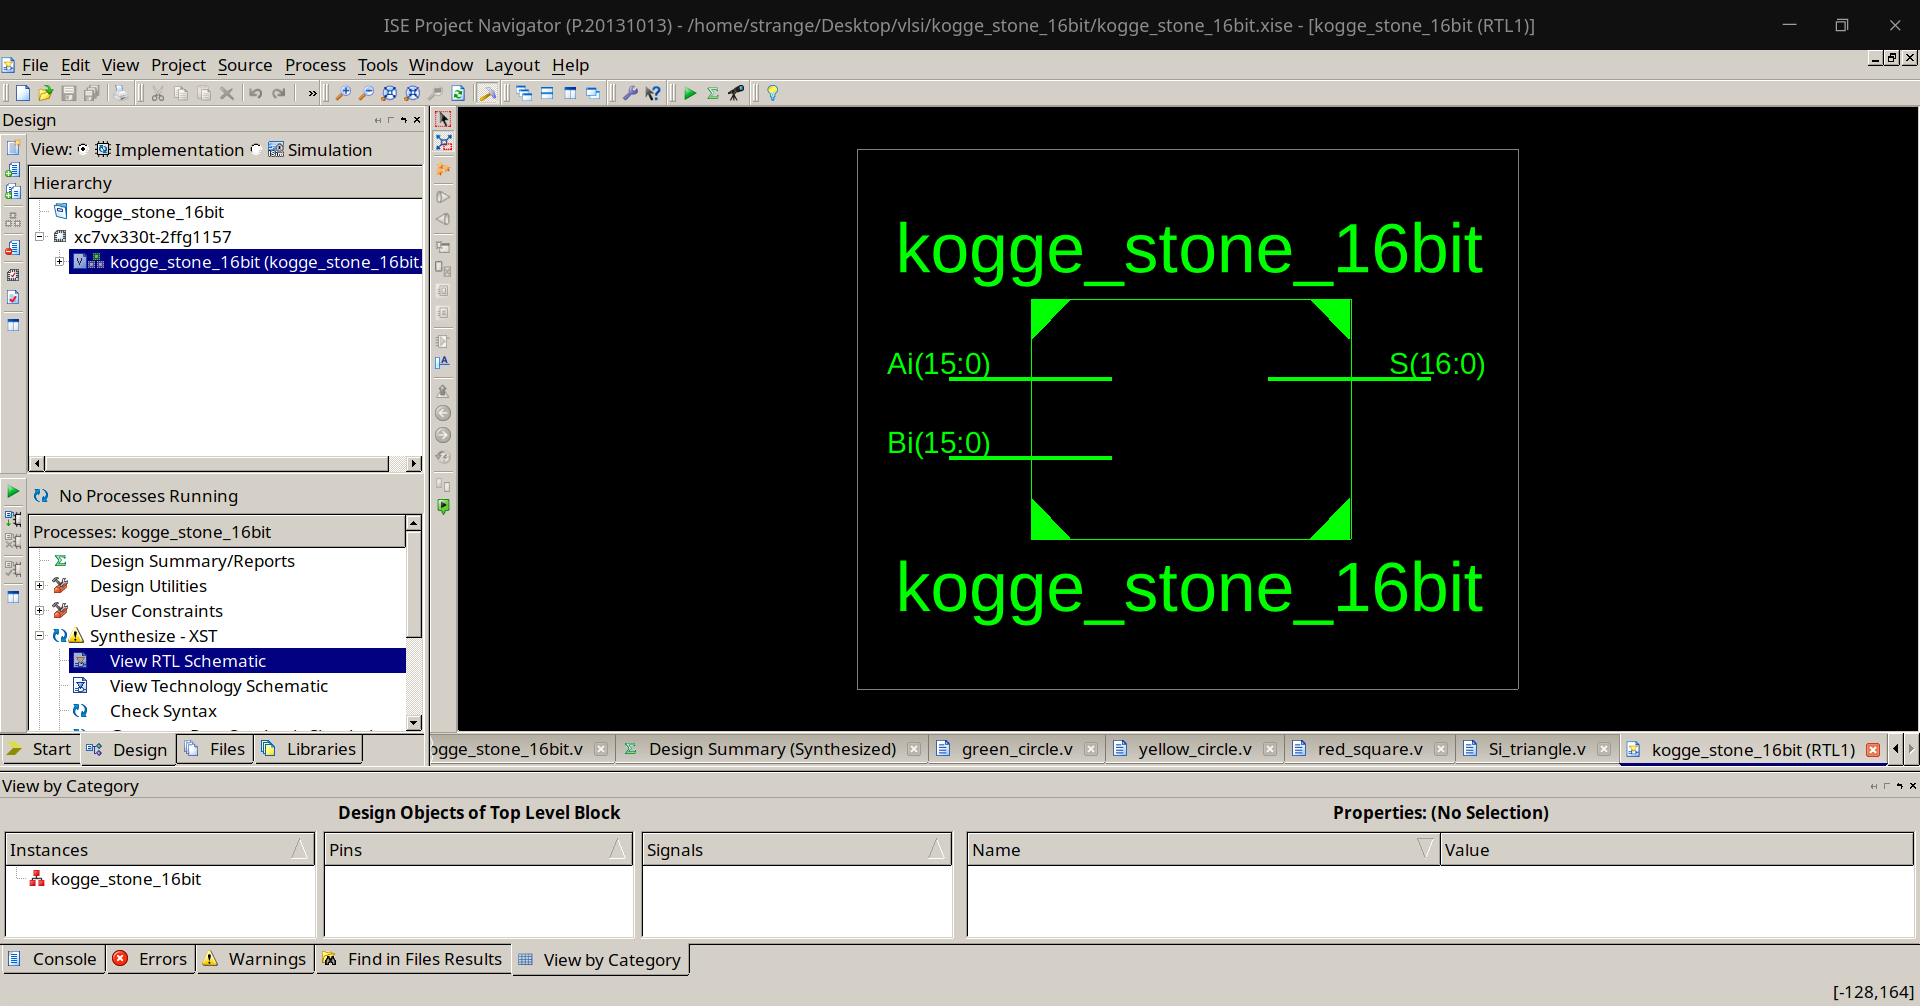 ISE Project Navigator (P.20131013) - /home/strange/Desktop/vlsi/kogge_stone_16bit/kogge_stone_16bit.xise - [kogge_stone_16bit (RTL1)]
File Edit View Project Source Process Tools Window Layout Help
»
Design
View: Implementation Simulation
Hierarchy
kogge_stone_16bit
xc7vx330t-2ffg1157
kogge_stone_16bit (kogge_stone_16bit.
No Processes Running
Processes: kogge_stone_16bit
Design Summary/Reports
Design Utilities
User Constraints
Synthesize - XST
View RTL Schematic
View Technology Schematic
Check Syntax
Start Design Files Libraries
kogge_stone_16bit
Ai(15:0) S(16:0)
Bi(15:0)
kogge_stone_16bit
ogge_stone_16bit.v Design Summary (Synthesized) green_circle.v yellow_circle.v red_square.v Si_triangle.v kogge_stone_16bit (RTL1)
View by Category
Design Objects of Top Level Block Properties: (No Selection)
Instances Pins Signals Name Value
kogge_stone_16bit
Console Errors Warnings Find in Files Results View by Category
[-128,164]